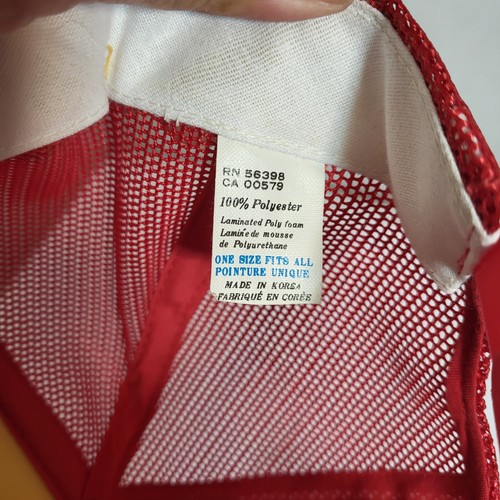 RN 56398
CA 00579
100% Polyester
Laminated Poly foam
Laminé de mousse
de Polyurethane
ONE SIZE FITS ALL
POINTURE UNIQUE
MADE IN KOREA
FABRIQUÉ EN CORÉE